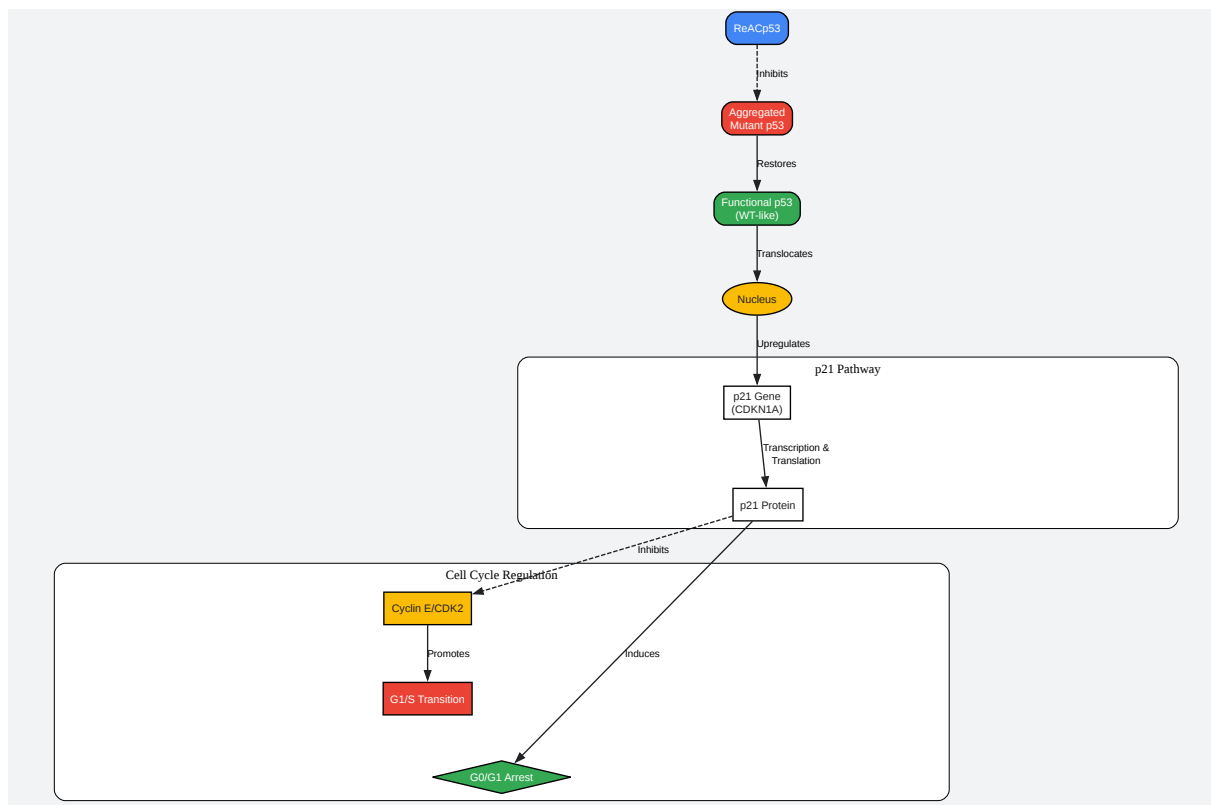 ReACp53
Inhibits
Aggregated
Mutant p53
Restores
Functional p53
(WT-like)
Translocates
Nucleus
Upregulates
p21 Pathway
p21 Gene
(CDKN1A)
Transcription &
Translation
p21 Protein
Inhibits
Cell Cycle Regulation
Cyclin E/CDK2
Promotes
Induces
G1/S Transition
G0/G1 Arrest